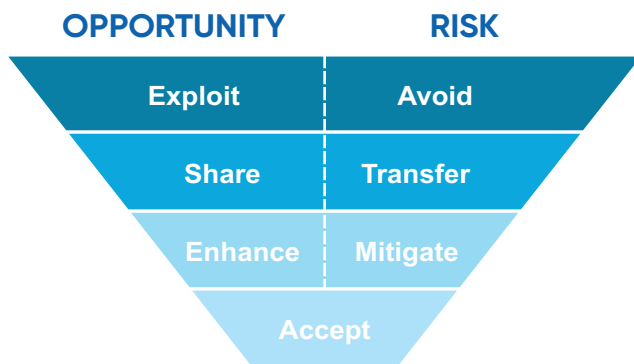 OPPORTUNITY RISK
Exploit Avoid
Share Transfer
Enhance Mitigate
Accept